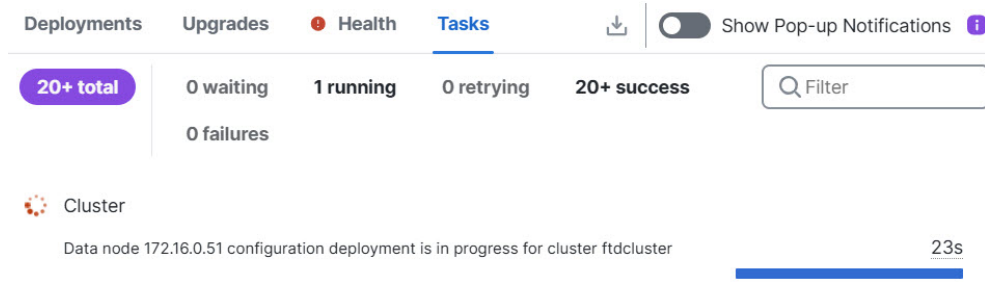 Deployments Upgrades Health Tasks Show Pop-up Notifications
20+ total 0 waiting 1 running 0 retrying 20+ success Filter
0 failures
Cluster
Data node 172.16.0.51 configuration deployment is in progress for cluster ftdcluster 23s